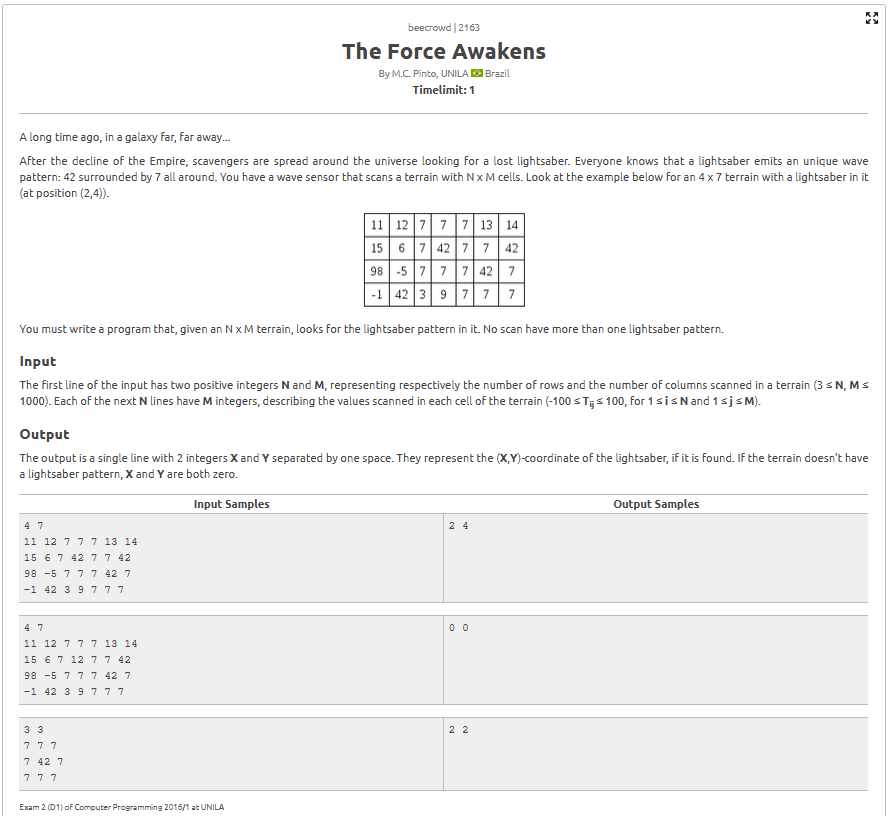 beecrowd | 2163
The Force Awakens
By M.C. Pinto, UNILA Brazil
Timelimit: 1
A long time ago, in a galaxy far, far away...
After the decline of the Empire, scavengers are spread around the universe looking for a lost lightsaber. Everyone knows that a lightsaber emits an unique wave
pattern: 42 surrounded by 7 all around. You have a wave sensor that scans a terrain with N x M cells. Look at the example below for an 4 x 7 terrain with a lightsaber in it
(at position (2,4)).
11 12 7 7 7 13 14
15 6 7 42 7 7 42
98 -5 7 7 7 42 7
-1 42 3 9 7 7 7
You must write a program that, given an N x M terrain, looks for the lightsaber pattern in it. No scan have more than one lightsaber pattern.
Input
The first line of the input has two positive integers N and M, representing respectively the number of rows and the number of columns scanned in a terrain (3 ≤ N, M ≤
1000). Each of the next N lines have M integers, describing the values scanned in each cell of the terrain (-100 ≤ Tij ≤ 100, for 1 ≤ i ≤ N and 1 ≤ j ≤ M).
Output
The output is a single line with 2 integers X and Y separated by one space. They represent the (X,Y)-coordinate of the lightsaber, if it is found. If the terrain doesn't have
a lightsaber pattern, X and Y are both zero.
Input Samples Output Samples
4 7 2 4
11 12 7 7 7 13 14
15 6 7 42 7 7 42
98 -5 7 7 7 42 7
-1 42 3 9 7 7 7
4 7 0 0
11 12 7 7 7 13 14
15 6 7 12 7 7 42
98 -5 7 7 7 42 7
-1 42 3 9 7 7 7
3 3 2 2
7 7 7
7 42 7
7 7 7
Exam 2 (D1) of Computer Programming 2016/1 at UNILA